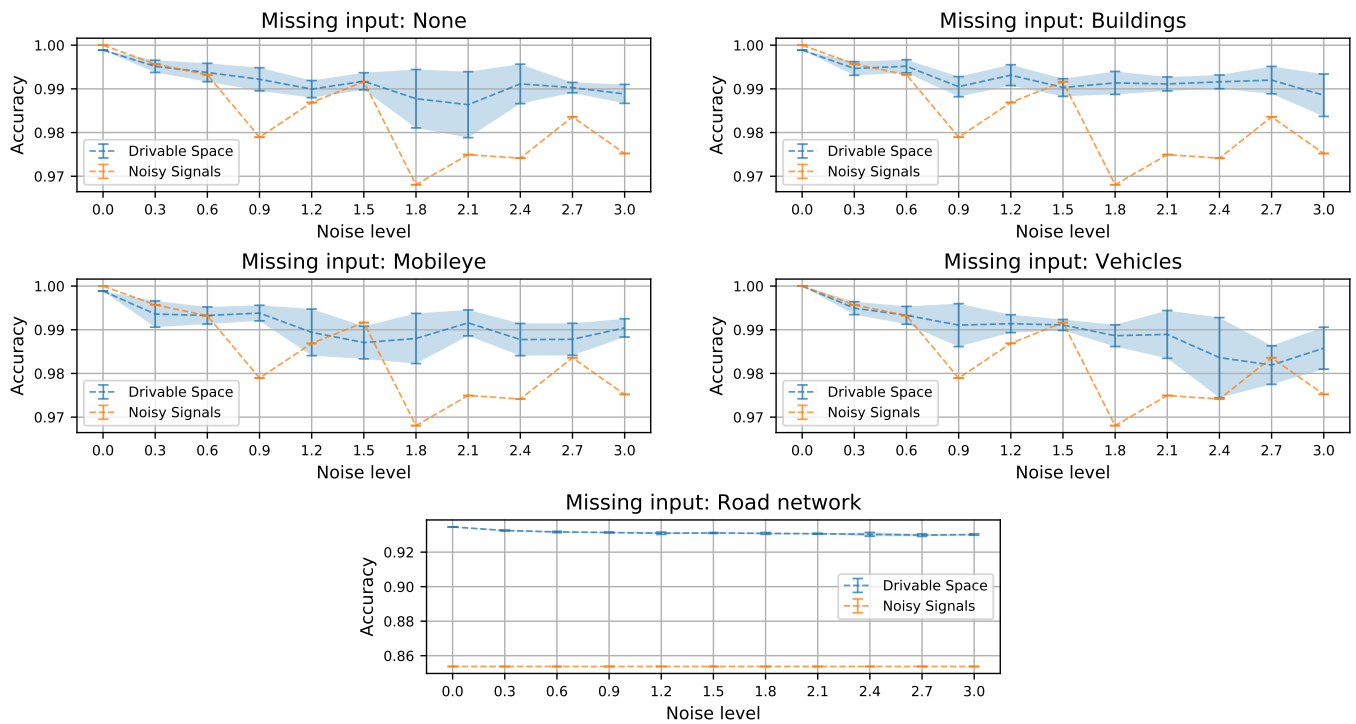 Missing input: None
Accuracy
1.00
0.99
0.98
0.97
Drivable Space
Noisy Signals
0.0 0.3 0.6 0.9 1.2 1.5 1.8 2.1 2.4 2.7 3.0
Noise level
Missing input: Buildings
Accuracy
1.00
0.99
0.98
0.97
Drivable Space
Noisy Signals
0.0 0.3 0.6 0.9 1.2 1.5 1.8 2.1 2.4 2.7 3.0
Noise level
Missing input: Mobileye
Accuracy
1.00
0.99
0.98
0.97
Drivable Space
Noisy Signals
0.0 0.3 0.6 0.9 1.2 1.5 1.8 2.1 2.4 2.7 3.0
Noise level
Missing input: Vehicles
Accuracy
1.00
0.99
0.98
0.97
Drivable Space
Noisy Signals
0.0 0.3 0.6 0.9 1.2 1.5 1.8 2.1 2.4 2.7 3.0
Noise level
Missing input: Road network
Accuracy
0.92
0.90
0.88
0.86
Drivable Space
Noisy Signals
0.0 0.3 0.6 0.9 1.2 1.5 1.8 2.1 2.4 2.7 3.0
Noise level